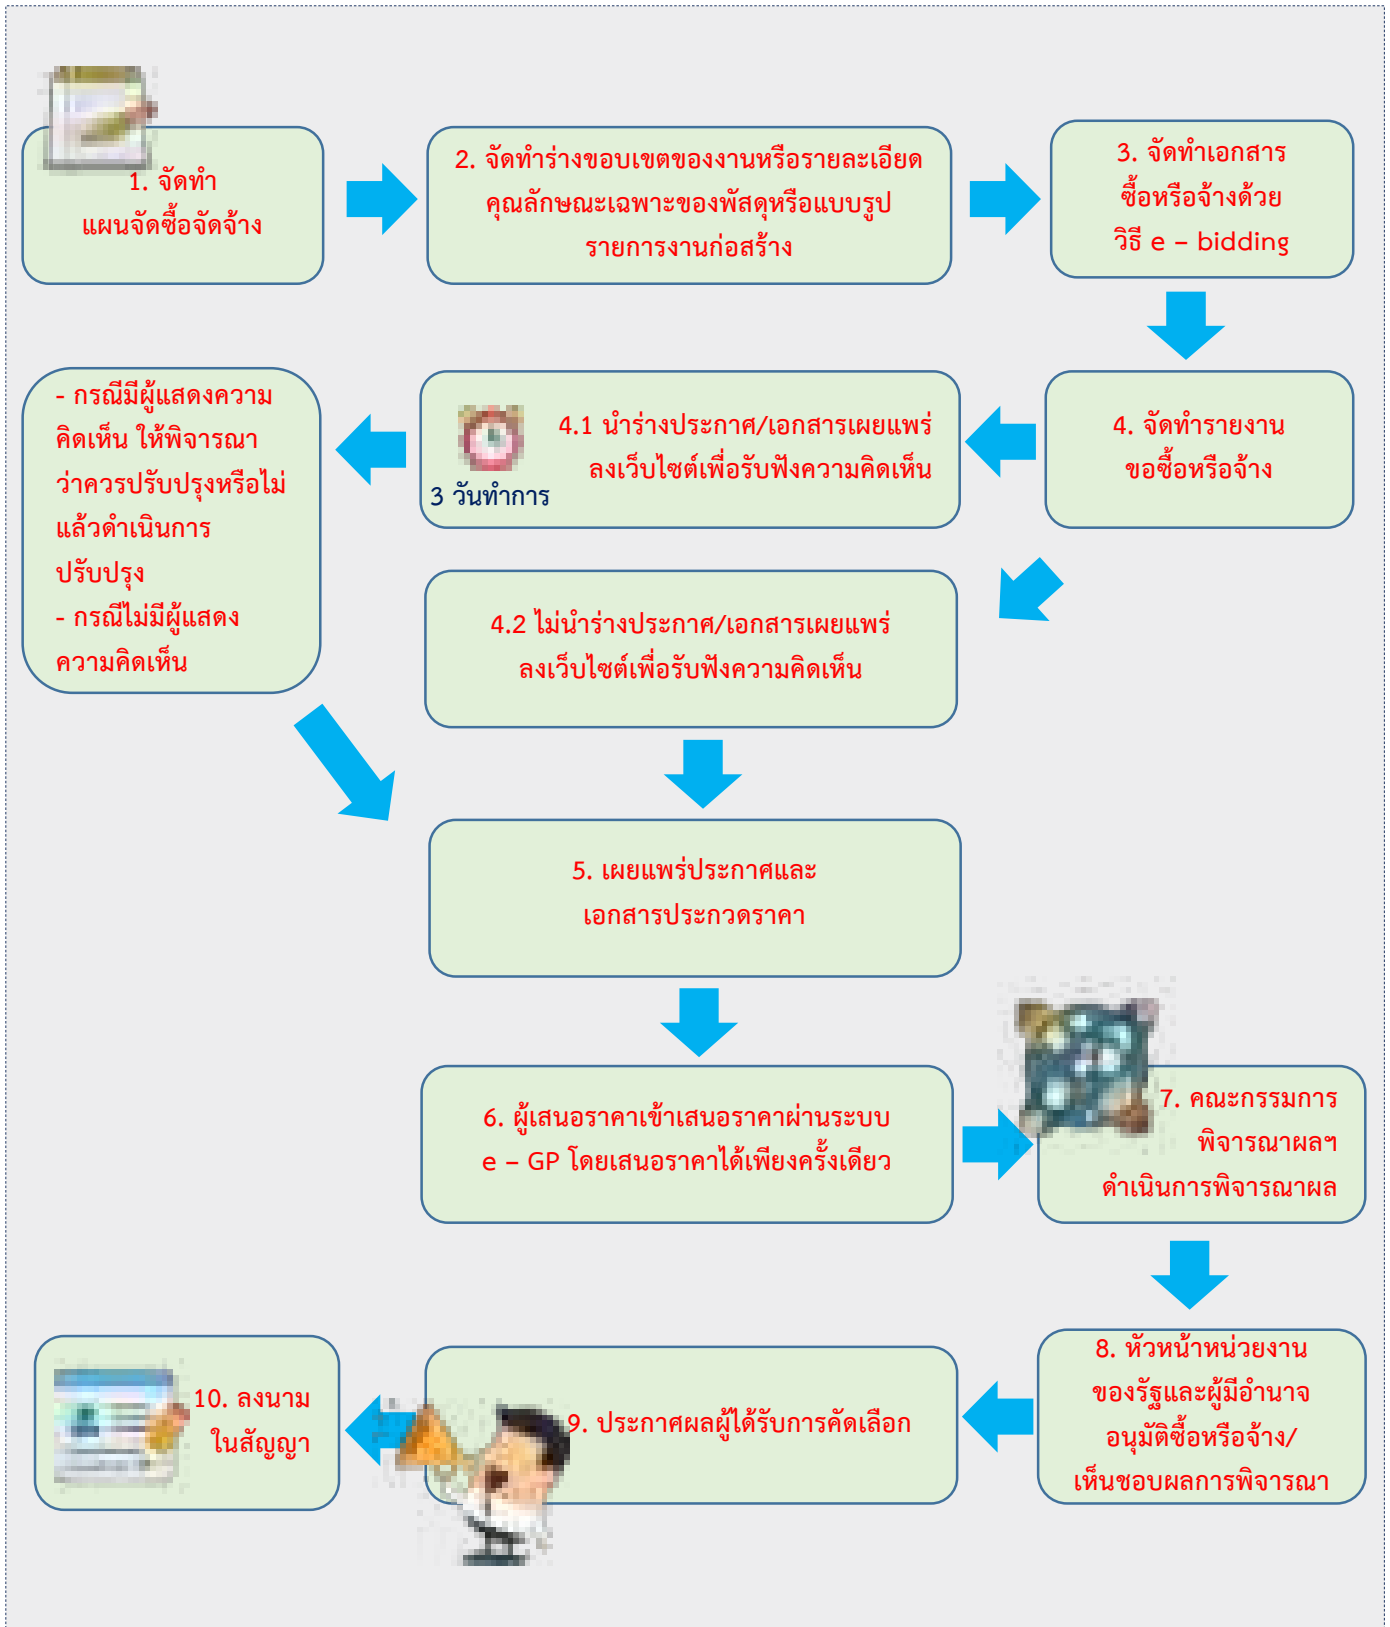 1. จัดทำ
แผนจัดซื้อจัดจ้าง
2. จัดทำร่างขอบเขตของงานหรือรายละเอียด
คุณลักษณะเฉพาะของพัสดุหรือแบบรูป
รายการงานก่อสร้าง
3. จัดทำเอกสาร
ซื้อหรือจ้างด้วย
วิธี e – bidding
4. จัดทำรายงาน
ขอซื้อหรือจ้าง
4.1 นำร่างประกาศ/เอกสารเผยแพร่
ลงเว็บไซต์เพื่อรับฟังความคิดเห็น
3 วันทำการ
- กรณีมีผู้แสดงความ
คิดเห็น ให้พิจารณา
ว่าควรปรับปรุงหรือไม่
แล้วดำเนินการ
ปรับปรุง
- กรณีไม่มีผู้แสดง
ความคิดเห็น
4.2 ไม่นำร่างประกาศ/เอกสารเผยแพร่
ลงเว็บไซต์เพื่อรับฟังความคิดเห็น
5. เผยแพร่ประกาศและ
เอกสารประกวดราคา
6. ผู้เสนอราคาเข้าเสนอราคาผ่านระบบ
e – GP โดยเสนอราคาได้เพียงครั้งเดียว
7. คณะกรรมการ
พิจารณาผลฯ
ดำเนินการพิจารณาผล
8. หัวหน้าหน่วยงาน
ของรัฐและผู้มีอำนาจ
อนุมัติซื้อหรือจ้าง/
เห็นชอบผลการพิจารณา
9. ประกาศผลผู้ได้รับการคัดเลือก
10. ลงนาม
ในสัญญา